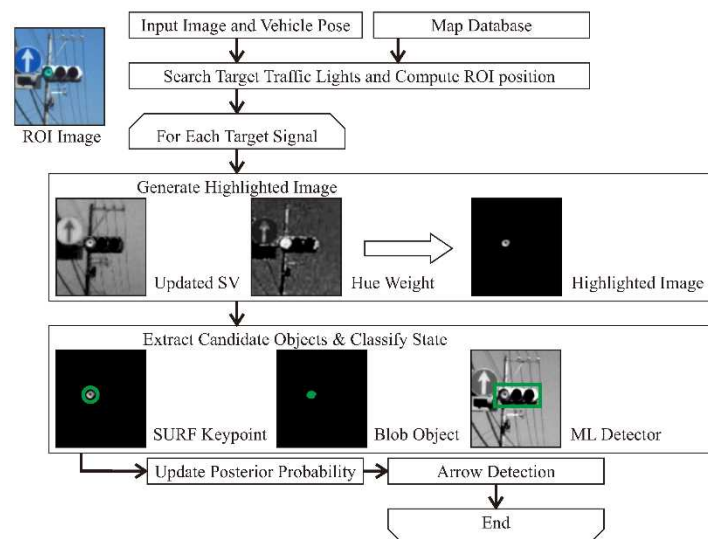 Input Image and Vehicle Pose
Map Database
Search Target Traffic Lights and Compute ROI position
ROI Image
For Each Target Signal
Generate Highlighted Image
Updated SV
Hue Weight
Highlighted Image
Extract Candidate Objects & Classify State
SURF Keypoint
Blob Object
ML Detector
Update Posterior Probability
Arrow Detection
End